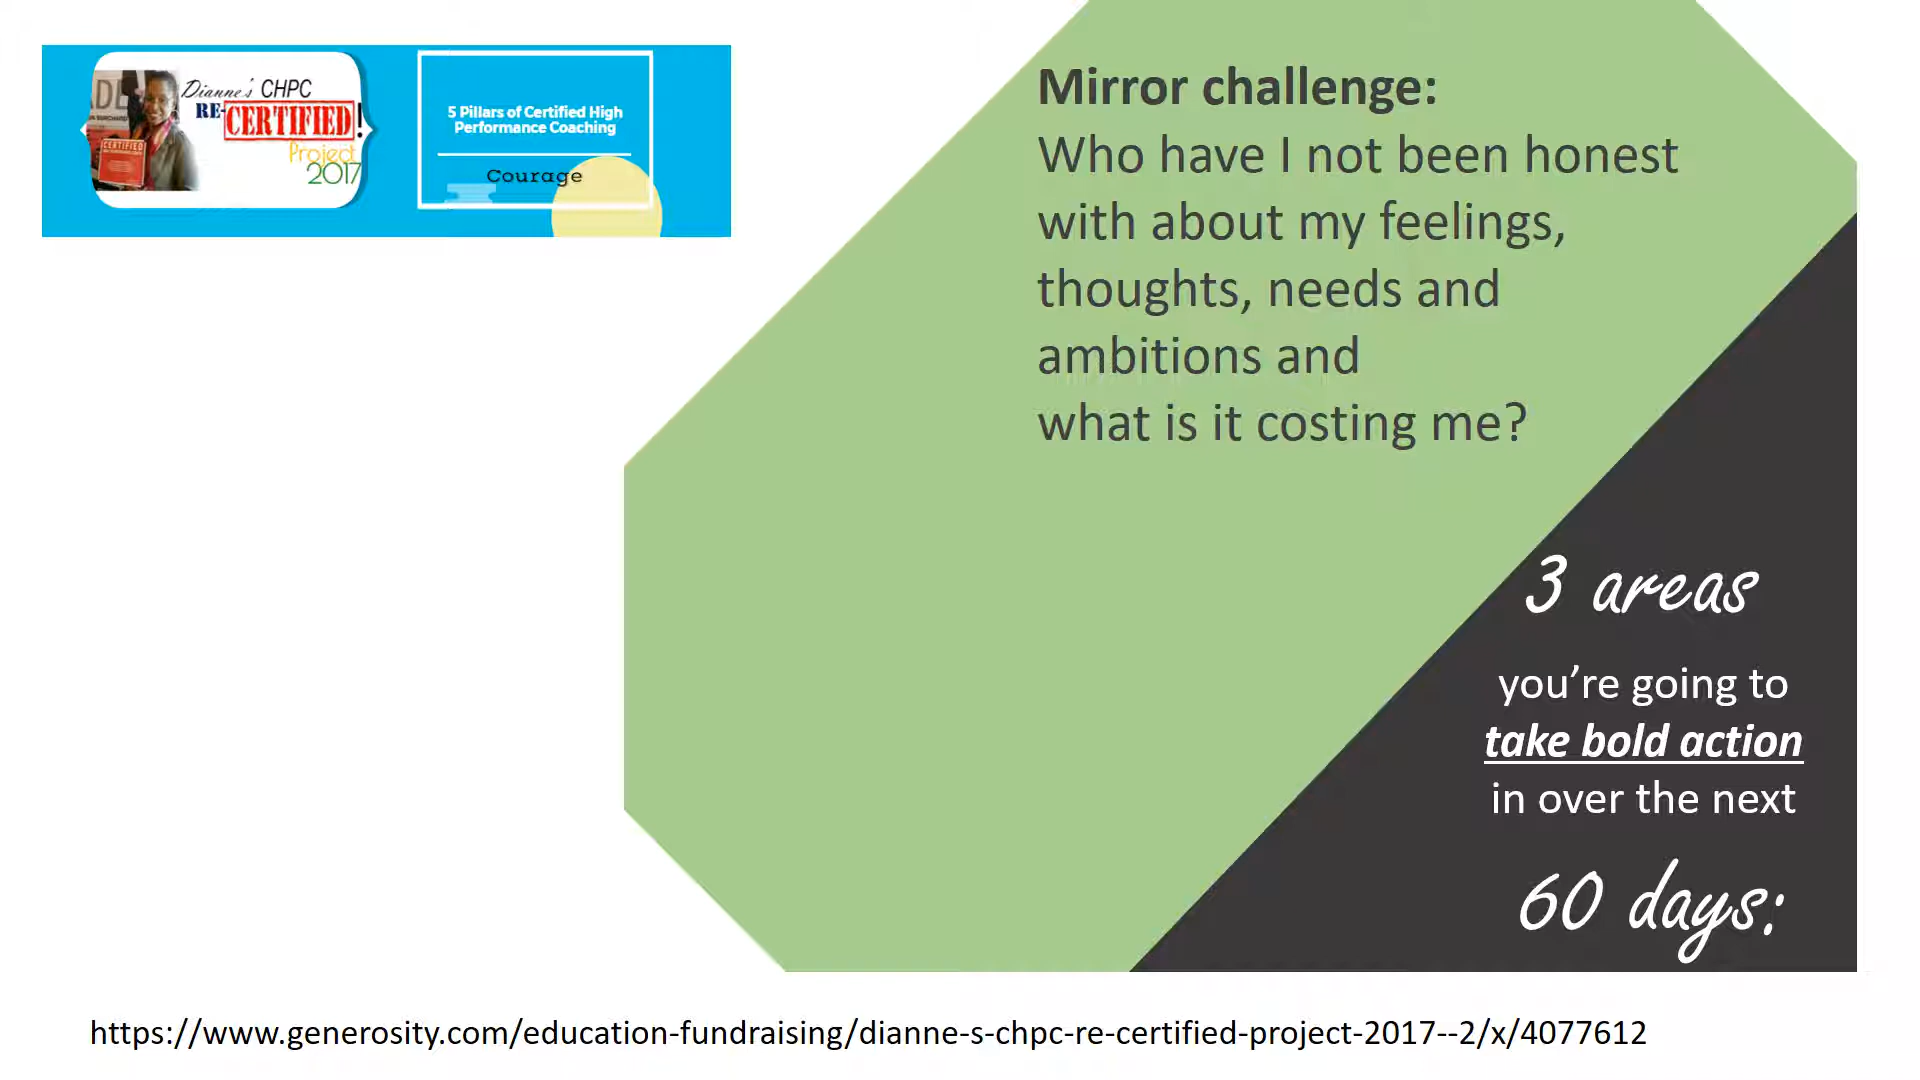 Dianne's CHPC
RE-CERTIFIED!
Project
2017
5 Pillars of Certified High
Performance Coaching
Courage
Mirror challenge:
Who have I not been honest
with about my feelings,
thoughts, needs and
ambitions and
what is it costing me?
3 areas
you’re going to
take bold action
in over the next
60 days:
https://www.generosity.com/education-fundraising/dianne-s-chpc-re-certified-project-2017--2/x/4077612